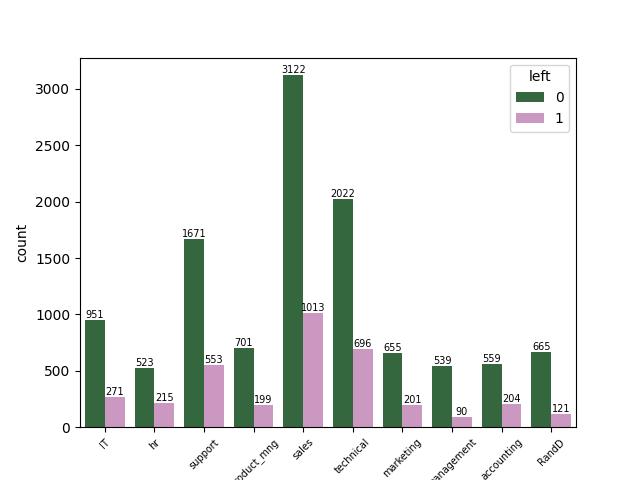 left
0
1
count
3000
2500
2000
1500
1000
500
0
951
271
523
215
1671
553
701
199
3122
1013
2022
696
655
201
539
90
559
204
665
121
IT
hr
support
oduct_mng
sales
technical
marketing
anagement
accounting
RandD